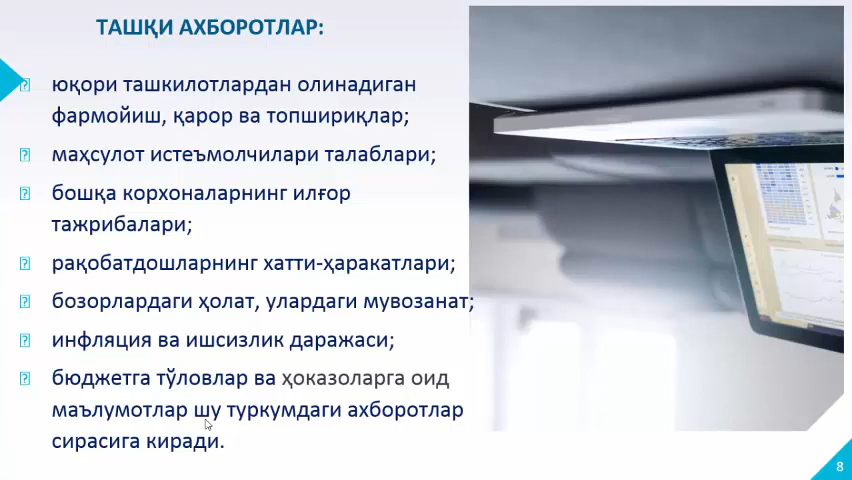 ТАШҚИ АХБОРОТЛАР:
юқори ташкилотлардан олинадиган
фармойиш, қарор ва топшириқлар;
маҳсулот истеъмолчилари талаблари;
бошқа корхоналарнинг илғор
тажрибалари;
рақобатдошларнинг хатти-ҳаракатлари;
бозорлардаги ҳолат, улардаги мувозанат;
инфляция ва ишсизлик даражаси;
бюджетга тўловлар ва ҳоказоларга оид
маълумотлар шу туркумдаги ахборотлар
сирасига киради.
8